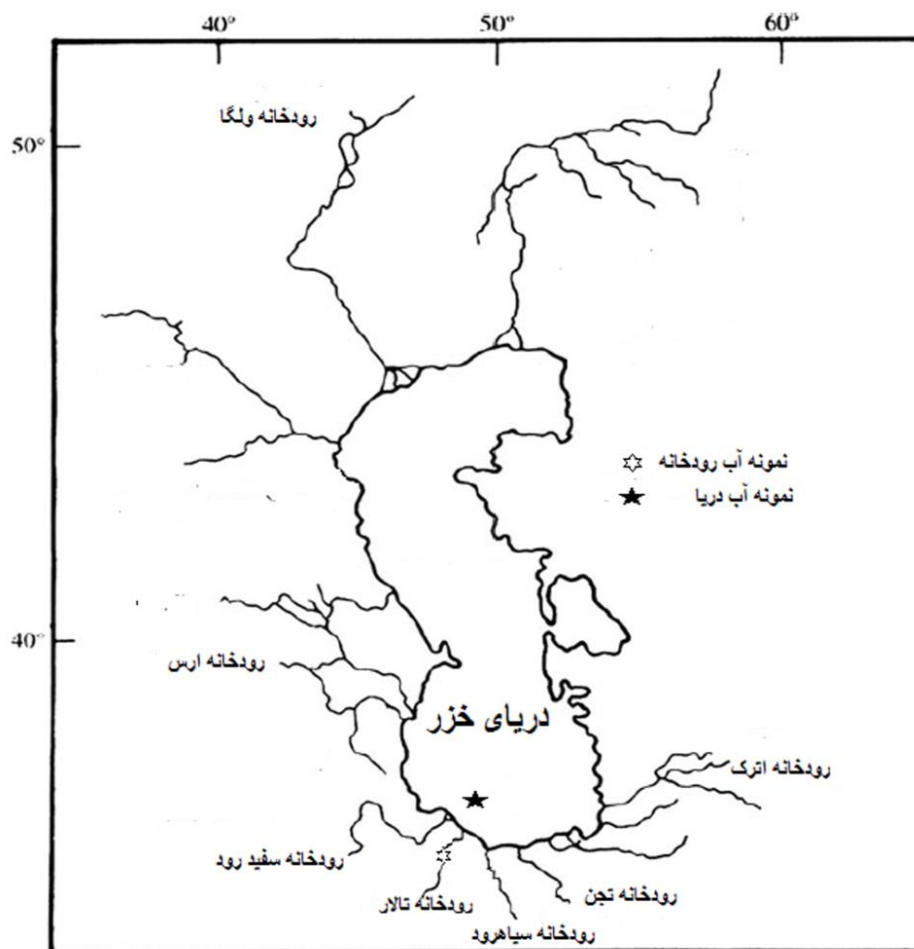 40°
50°
60°
رودخانه ولگا
50°
نمونه آب رودخانه
نمونه آب دریا
40°
رودخانه ارس
دریای خزر
رودخانه اترک
رودخانه سفید رود
رودخانه تالار
رودخانه تجن
رودخانه سیاهرود